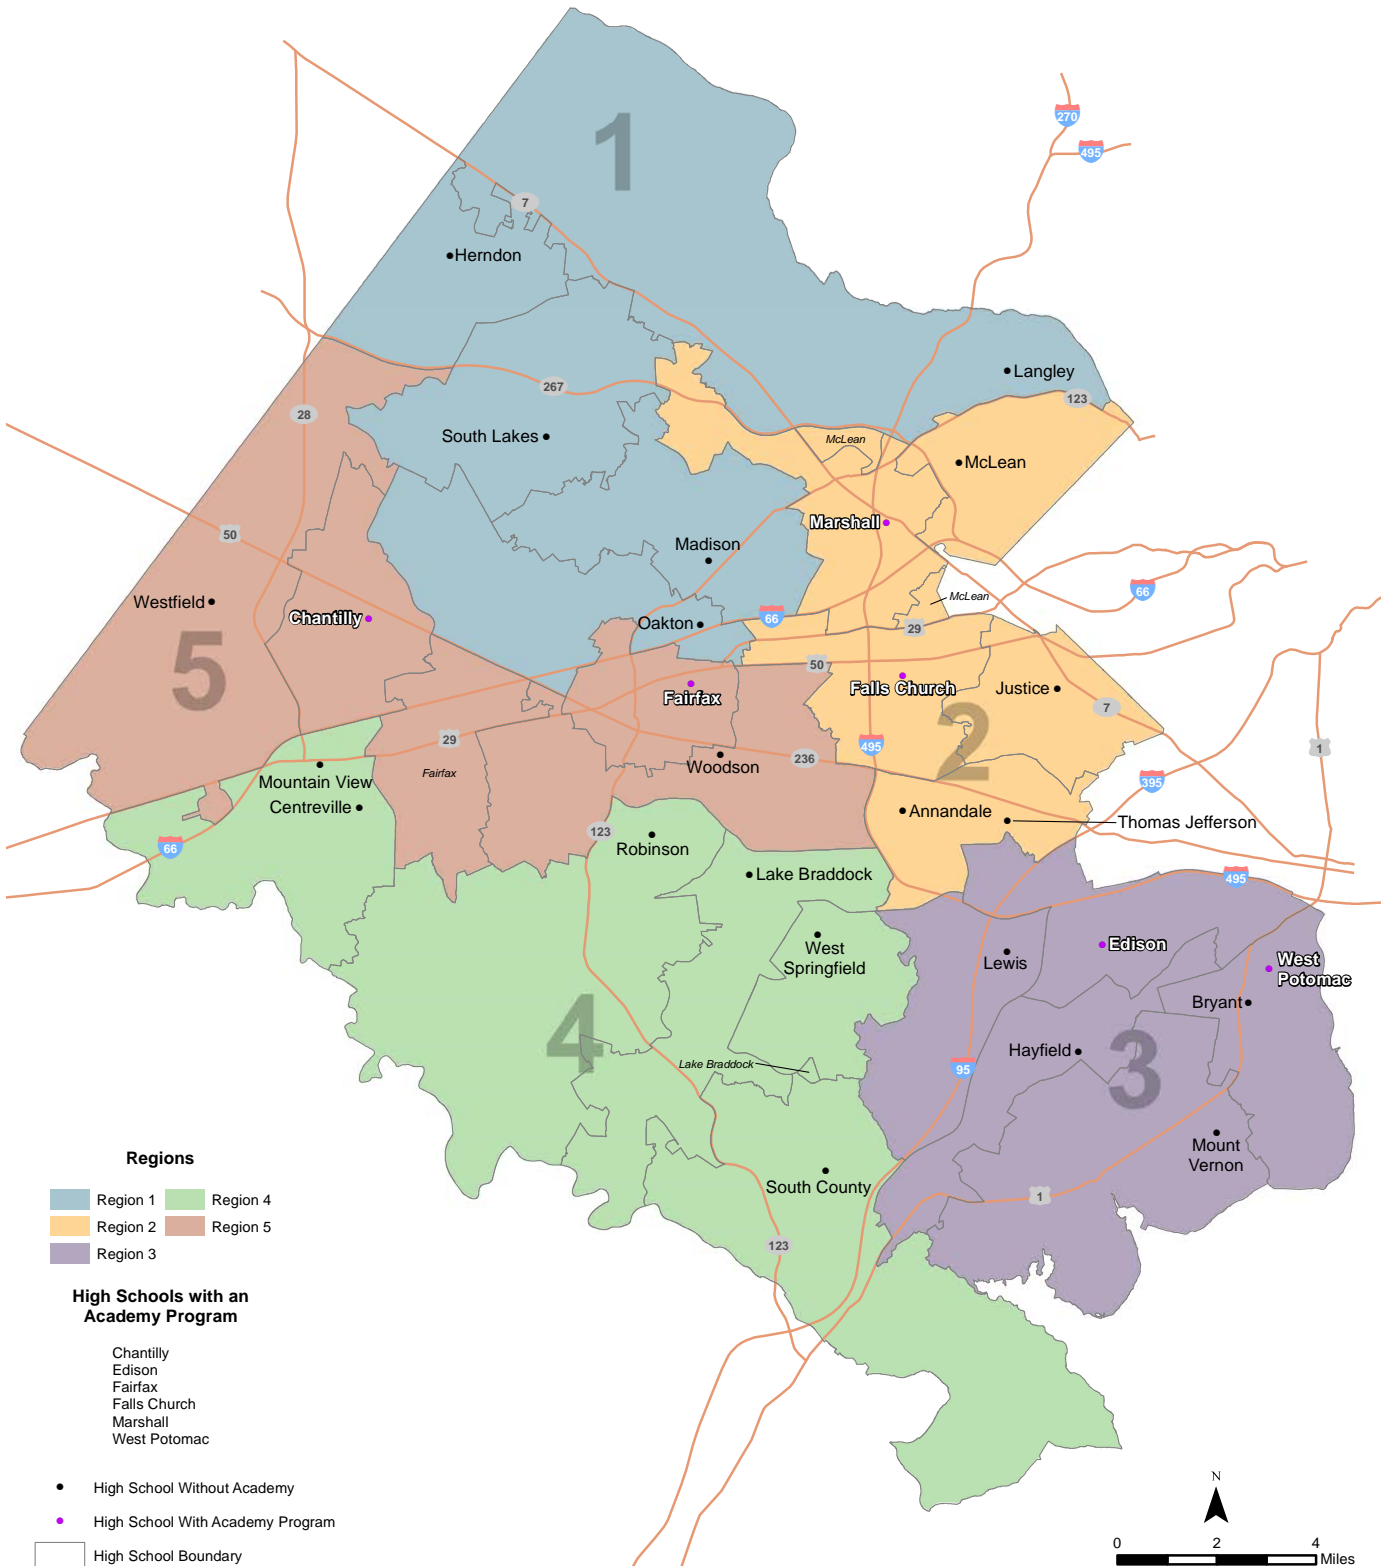 1
270
495
7
Herndon
Langley
267
123
28
McLean
South Lakes
McLean
Marshall
50
Madison
66
McLean
Westfield
Chantilly
Oakton
66
29
5
50
Fairfax
Falls Church
Justice
7
2
29
495
1
236
Woodson
Fairfax
Mountain View
Centreville
395
Annandale
Thomas Jefferson
123
66
Robinson
Lake Braddock
495
West
Springfield
Edison
Lewis
West
Potomac
Bryant
4
Hayfield
3
Lake Braddock
95
Mount
Vernon
South County
1
123
Regions
Region 1
Region 4
Region 2
Region 5
Region 3
High Schools with an
Academy Program
Chantilly
Edison
Fairfax
Falls Church
Marshall
West Potomac
High School Without Academy
High School With Academy Program
High School Boundary
N
0 2 4
Miles